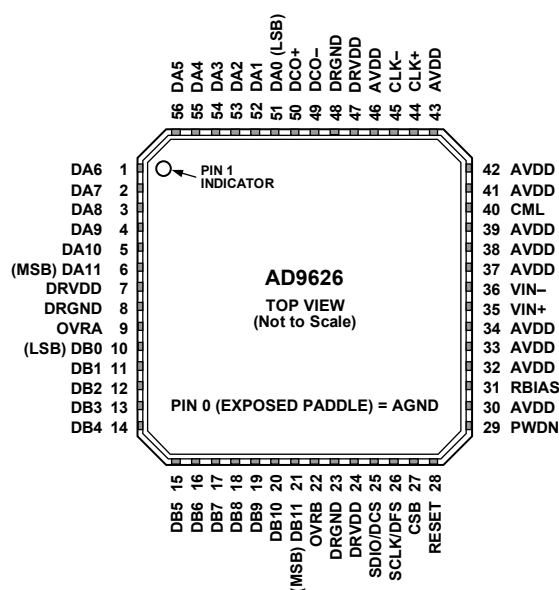 56 DA5
55 DA4
54 DA3
53 DA2
52 DA1
51 DA0 (LSB)
50 DCO+
49 DCO–
48 DRGND
47 DRVDD
46 AVDD
45 CLK–
44 CLK+
43 AVDD
DA6 1
DA7 2
DA8 3
DA9 4
DA10 5
(MSB) DA11 6
DRVDD 7
DRGND 8
OVRA 9
(LSB) DB0 10
DB1 11
DB2 12
DB3 13
DB4 14
PIN 1
INDICATOR
AD9626
TOP VIEW
(Not to Scale)
PIN 0 (EXPOSED PADDLE) = AGND
42 AVDD
41 AVDD
40 CML
39 AVDD
38 AVDD
37 AVDD
36 VIN–
35 VIN+
34 AVDD
33 AVDD
32 AVDD
31 RBIAS
30 AVDD
29 PWDN
DB5 15
DB6 16
DB7 17
DB8 18
DB9 19
DB10 20
(MSB) DB11 21
OVRB 22
DRGND 23
DRVDD 24
SDIO/DCS 25
SCLK/DFS 26
CSB 27
RESET 28